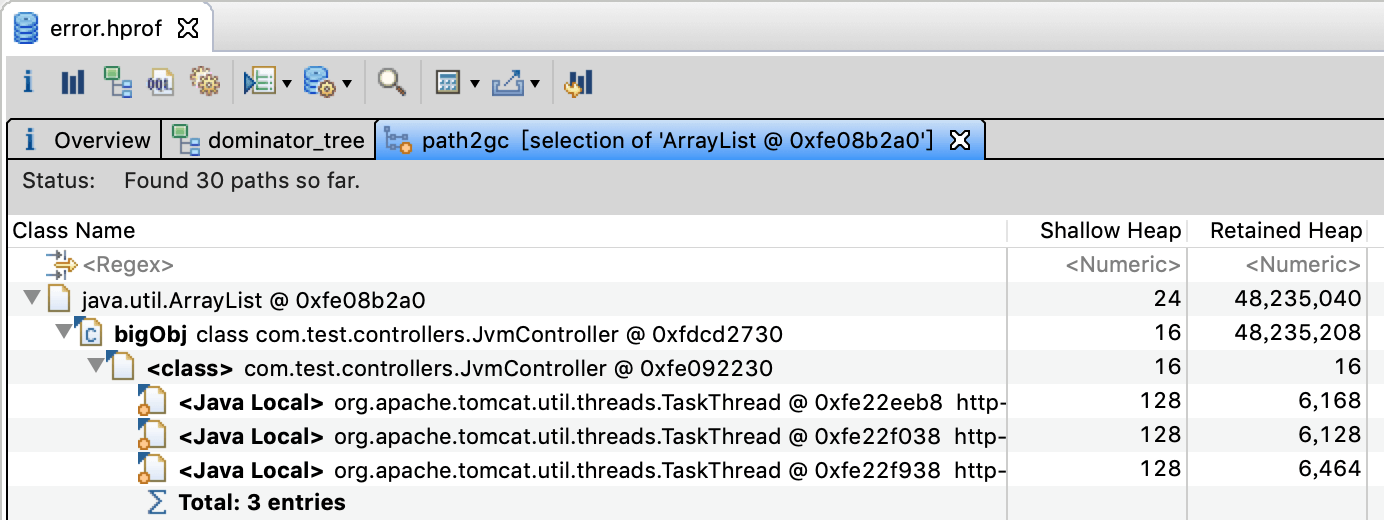 error.hprof
i OQL
i Overview dominator_tree path2gc [selection of 'ArrayList @ 0xfe08b2a0']
Status: Found 30 paths so far.
Class Name Shallow Heap Retained Heap
<Regex> <Numeric> <Numeric>
java.util.ArrayList @ 0xfe08b2a0 24 48,235,040
C bigObj class com.test.controllers.JvmController @ 0xfdcd2730 16 48,235,208
<class> com.test.controllers.JvmController @ 0xfe092230 16 16
<Java Local> org.apache.tomcat.util.threads.TaskThread @ 0xfe22eeb8 http- 128 6,168
<Java Local> org.apache.tomcat.util.threads.TaskThread @ 0xfe22f038 http- 128 6,128
<Java Local> org.apache.tomcat.util.threads.TaskThread @ 0xfe22f938 http- 128 6,464
Σ Total: 3 entries